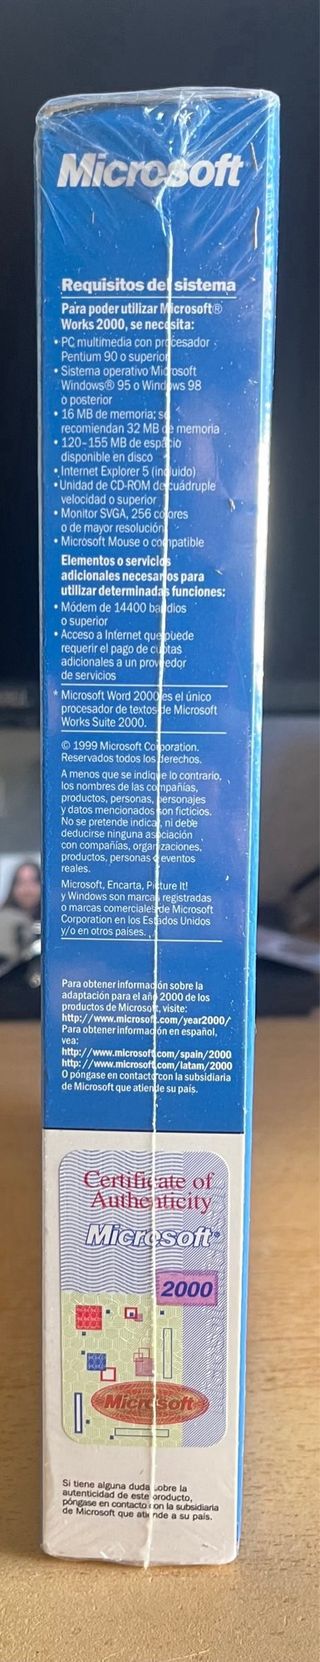 Microsoft
Requisitos del sistema
Para poder utilizar Microsoft®
Works 2000, se necesita:
• PC multimedia con procesador
Pentium 90 o superior
• Sistema operativo Microsoft
Windows® 95 o Windows 98
o posterior
• 16 MB de memoria; se
recomiendan 32 MB de memoria
• 120-155 MB de espacio
disponible en disco
• Internet Explorer 5 (incluido)
• Unidad de CD-ROM de cuádruple
velocidad o superior
• Monitor SVGA, 256 colores
o de mayor resolución
• Microsoft Mouse o compatible
Elementos o servicios
adicionales necesarios para
utilizar determinadas funciones:
• Módem de 14400 baudios
o superior
• Acceso a Internet que puede
requerir el pago de cuotas
adicionales a un proveedor
de servicios
* Microsoft Word 2000 es el único
procesador de textos de Microsoft
Works Suite 2000.
© 1999 Microsoft Corporation.
Reservados todos los derechos.
A menos que se indique lo contrario,
los nombres de las compañías,
productos, personas, personajes
y datos mencionados son ficticios.
No se pretende indicar, ni debe
deducirse ninguna asociación
con compañías, organizaciones,
productos, personas o eventos
reales.
Microsoft, Encarta, Picture It!
y Windows son marcas registradas
o marcas comerciales de Microsoft
Corporation en los Estados Unidos
y/o en otros países.
Para obtener información sobre la
adaptación para el año 2000 de los
productos de Microsoft, visite:
http://www.microsoft.com/year2000/
Para obtener información en español,
vea:
http://www.microsoft.com/spain/2000
http://www.microsoft.com/latam/2000
O póngase en contacto con la subsidiaria
de Microsoft que atiende su país.
Certificate of
Authenticity
Microsoft®
2000
Microsoft
Si tiene alguna duda sobre la
autenticidad de este producto,
póngase en contacto con la subsidiaria
de Microsoft que atiende a su país.